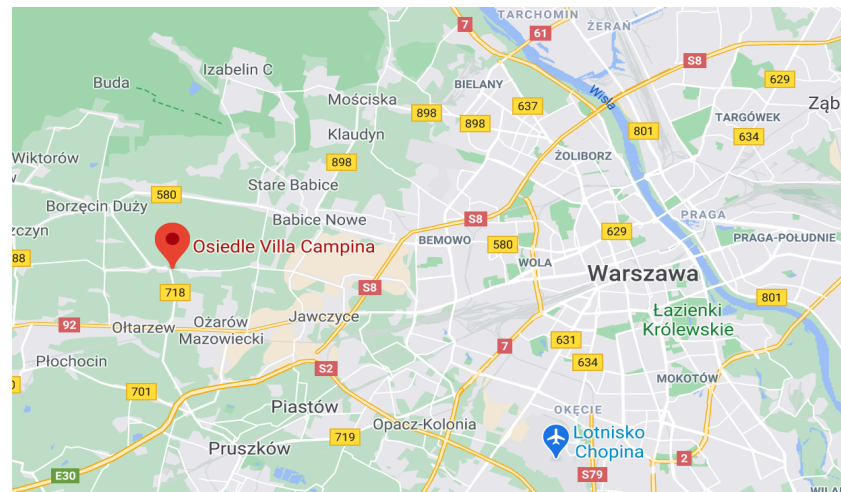 TARCHOMIN
ŻERAŃ
7
61
S8
Izabelin C
Buda
BIELANY
629
Mościska
637
Ząb
898
898
Wisła
TARGÓWEK
801
634
Klaudyn
ŻOLIBORZ
Wiktorów
898
Stare Babice
580
Borzęcin Duży
Babice Nowe
S8
PRAGA
szczyn
629
PRAGA-POŁUDNIE
BEMOWO
580
Osiedle Villa Campina
88
WOLA
Warszawa
718
S8
801
Łazienki
Królewskie
92
Ołtarzew
Ożarów
Mazowiecki
Jawczyce
631
7
Płochocin
634
S2
MOKOTÓW
701
Piastów
OKĘCIE
Opacz-Kolonia
719
Lotnisko
Chopina
Pruszków
2
E30
S79
WILA